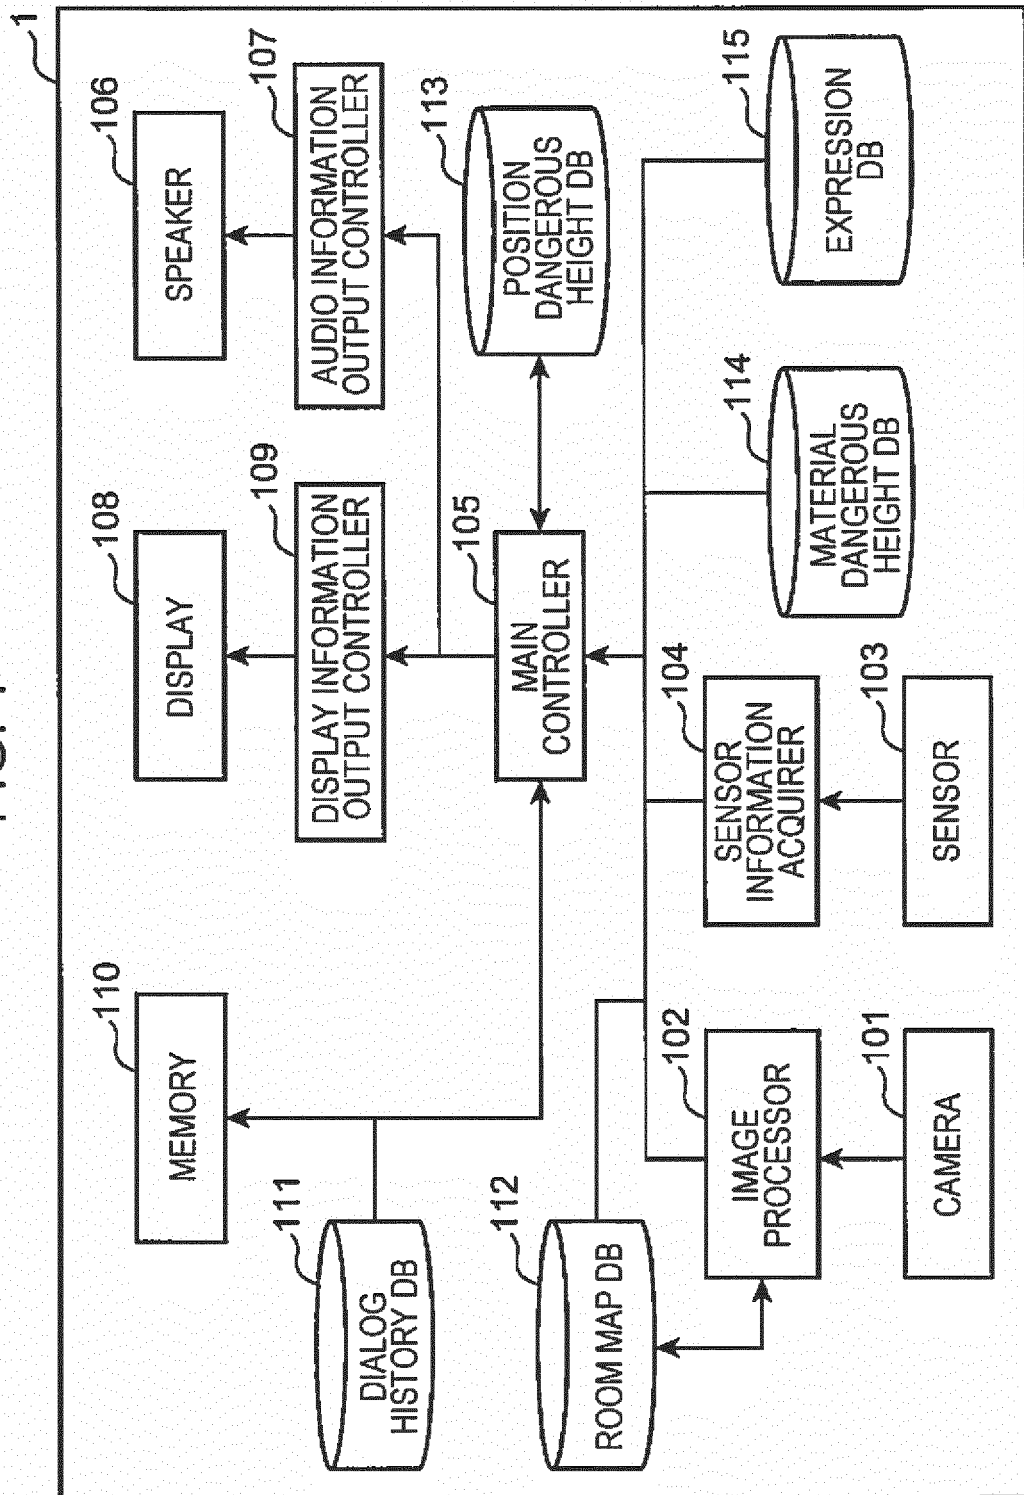 1
110
108
106
MEMORY
DISPLAY
SPEAKER
111
109
107
DIALOG
HISTORY DB
DISPLAY INFORMATION
OUTPUT CONTROLLER
AUDIO INFORMATION
OUTPUT CONTROLLER
112
105
113
ROOM MAP DB
MAIN
CONTROLLER
POSITION
DANGEROUS
HEIGHT DB
102
104
114
115
IMAGE
PROCESSOR
SENSOR
INFORMATION
ACQUIRER
MATERIAL
DANGEROUS
HEIGHT DB
EXPRESSION
DB
101
103
CAMERA
SENSOR